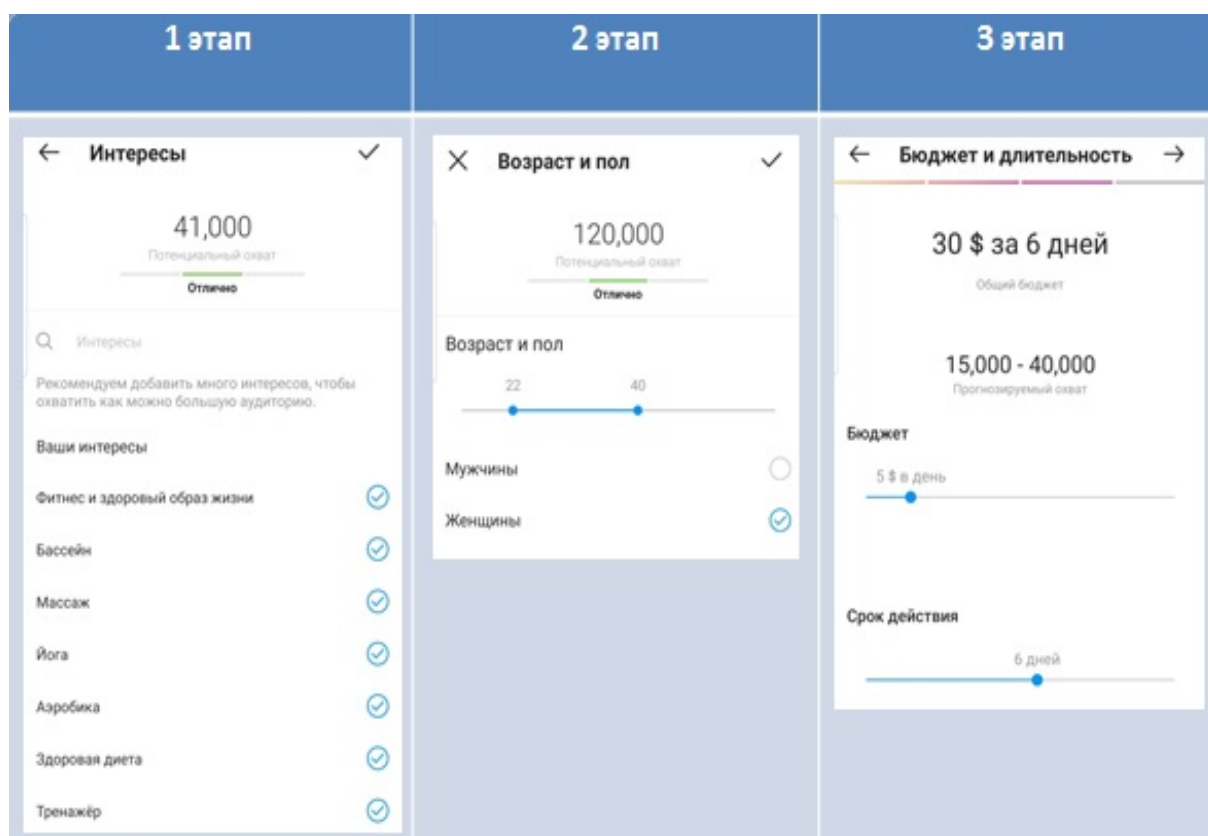 1 этап
2 этап
3 этап
Интересы
41,000
Потенциальный охват
Отлично
Интересы
Рекомендуем добавить много интересов, чтобы
охватить как можно большую аудиторию.
Ваши интересы
Фитнес и здоровый образ жизни
Бассейн
Массаж
Йога
Аэробика
Здоровая диета
Тренажёр
Возраст и пол
120,000
Потенциальный охват
Отлично
Возраст и пол
22 40
Мужчины
Женщины
Бюджет и длительность
30 $ за 6 дней
Общий бюджет
15,000 - 40,000
Прогнозируемый охват
Бюджет
5 $ в день
Срок действия
6 дней